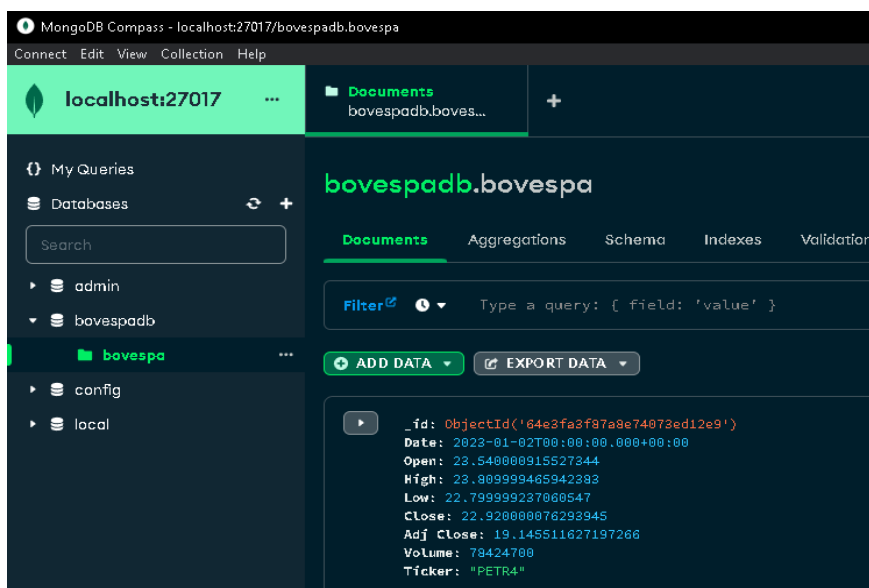 MongoDB Compass - localhost:27017/bovespadb.bovespa
Connect Edit View Collection Help
localhost:27017 ...
Documents
bovespadb.boves...
+
{} My Queries
Databases
+
Search
admin
bovespadb
bovespa ...
config
local
bovespadb.bovespa
Documents Aggregations Schema Indexes Validation
Filter Type a query: { field: 'value' }
ADD DATA EXPORT DATA
_id: ObjectId('64e3fa3f87a8e74073ed12e9')
Date: 2023-01-02T00:00:00.000+00:00
Open: 23.540000915527344
High: 23.809999465942383
Low: 22.799999237060547
Close: 22.920000076293945
Adj Close: 19.145511627197266
Volume: 78424700
Ticker: "PETR4"